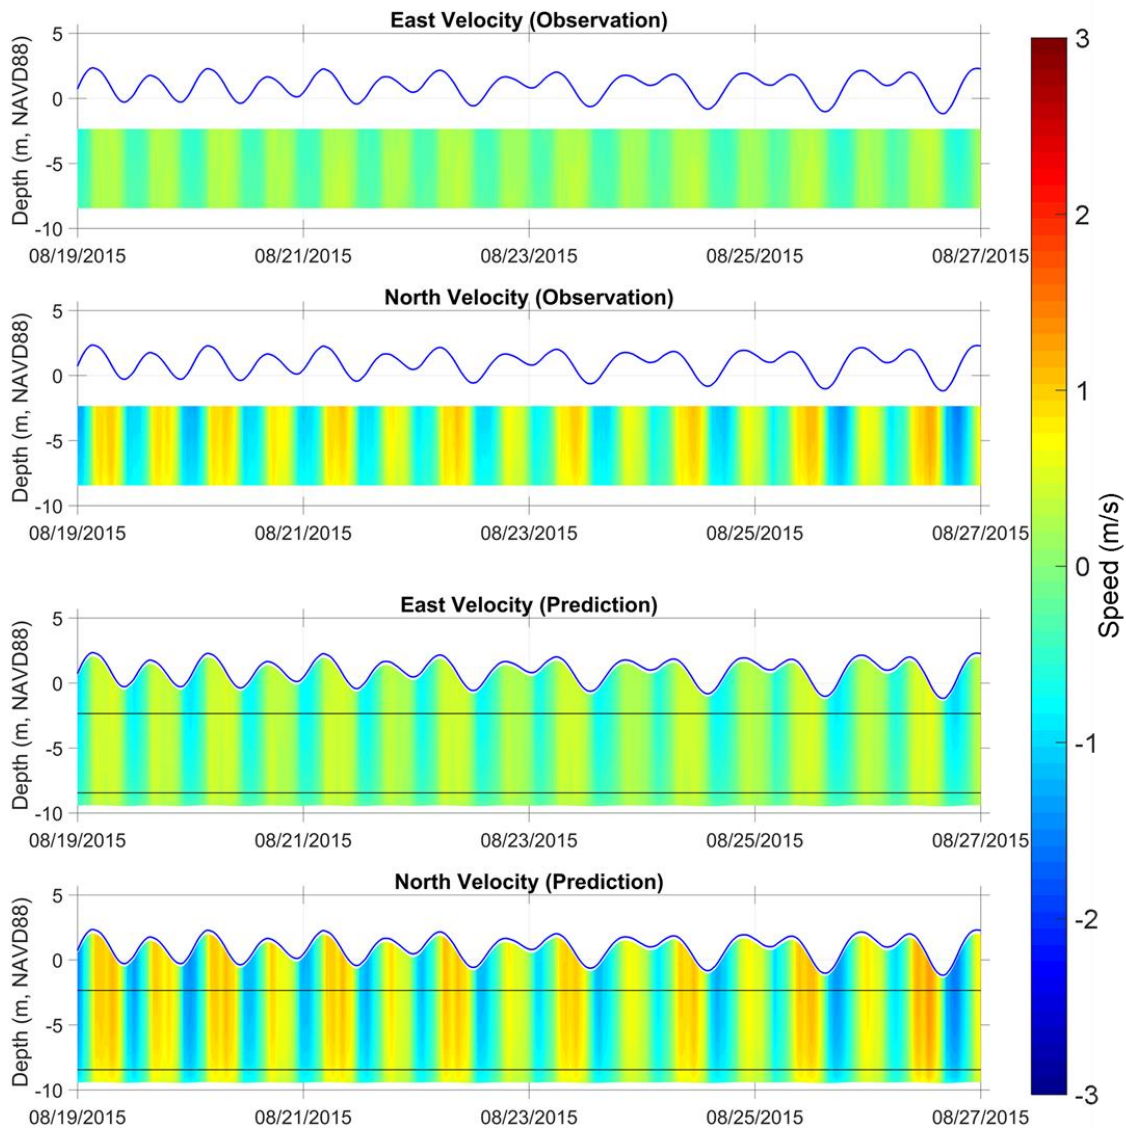 East Velocity (Observation)
5
0
-5
-10
Depth (m, NAVD88)
08/19/2015 08/21/2015 08/23/2015 08/25/2015 08/27/2015
North Velocity (Observation)
5
0
-5
-10
Depth (m, NAVD88)
08/19/2015 08/21/2015 08/23/2015 08/25/2015 08/27/2015
East Velocity (Prediction)
5
0
-5
-10
Depth (m, NAVD88)
08/19/2015 08/21/2015 08/23/2015 08/25/2015 08/27/2015
North Velocity (Prediction)
5
0
-5
-10
Depth (m, NAVD88)
08/19/2015 08/21/2015 08/23/2015 08/25/2015 08/27/2015
3
2
1
0
-1
-2
-3
Speed (m/s)